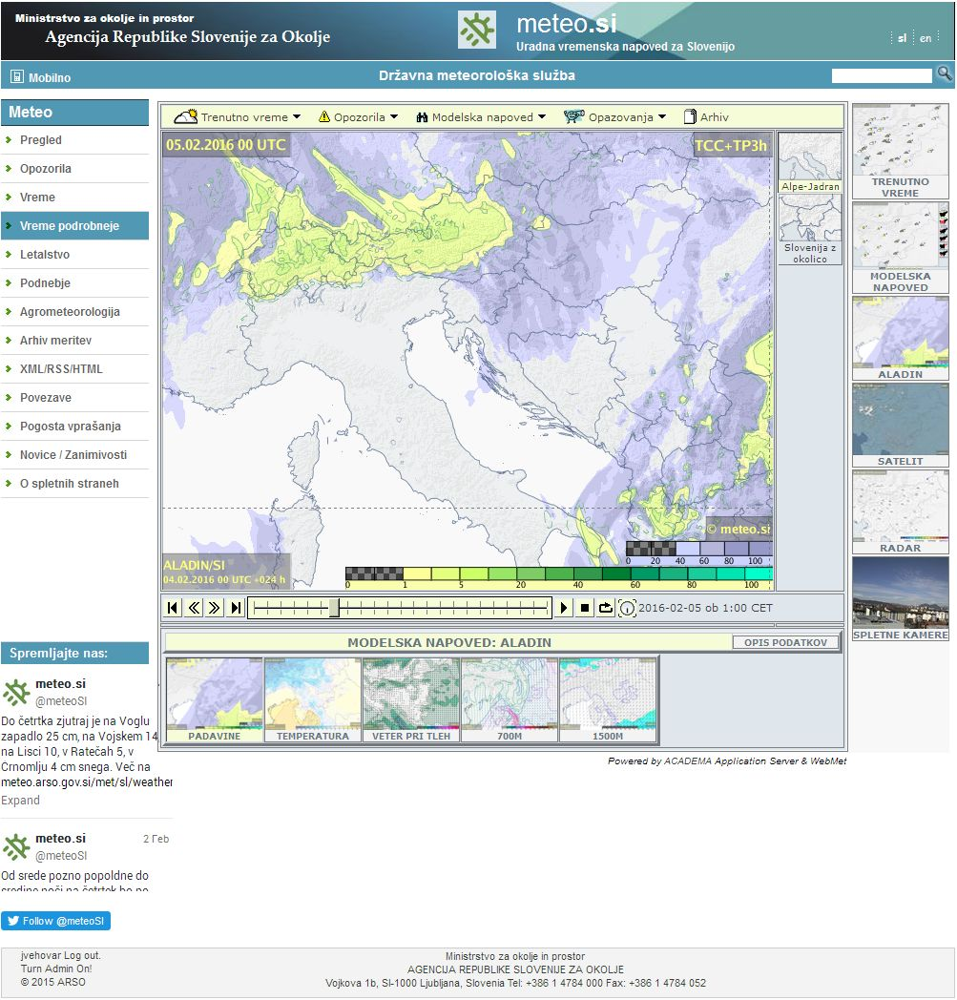 Ministrstvo za okolje in prostor
Agencija Republike Slovenije za Okolje
meteo.si
Uradna vremenska napoved za Slovenijo
sl en
Mobilno
Državna meteorološka služba
Meteo
Pregled
Opozorila
Vreme
Vreme podrobneje
Letalstvo
Podnebje
Agrometeorologija
Arhiv meritev
XML/RSS/HTML
Povezave
Pogosta vprašanja
Novice / Zanimivosti
O spletnih straneh
Trenutno vreme Opozorila Modelska napoved Opazovanja Arhiv
05.02.2016 00 UTC
TCC+TP3h
© meteo.si
0 20 40 60 80 100
ALADIN/SI
04.02.2016 00 UTC +024 h
1 5 10 20 40 60 80 100
Alpe-Jadran
Slovenija z
okolico
2016-02-05 ob 1:00 CET
MODELSKA NAPOVED: ALADIN
OPIS PODATKOV
PADAVINE TEMPERATURA VETER PRI TLEH 700M 1500M
Powered by ACADEMA Application Server & WebMet
TRENUTNO
VREME
MODELSKA
NAPOVED
ALADIN
SATELIT
RADAR
SPLETNE KAMERE
Spremljajte nas:
meteo.si
@meteoSI
Do četrtka zjutraj je na Voglu
zapadlo 25 cm, na Vojskem 14,
na Lisci 10, v Ratečah 5, v
Črnomlju 4 cm snega. Več na
meteo.arso.gov.si/met/sl/weather
Expand
meteo.si 2 Feb
@meteoSI
Od srede pozno popoldne do
sredine noči na četrtek bo po
Follow @meteoSI
jvehovar Log out.
Turn Admin On!
© 2015 ARSO
Ministrstvo za okolje in prostor
AGENCIJA REPUBLIKE SLOVENIJE ZA OKOLJE
Vojkova 1b, SI-1000 Ljubljana, Slovenia Tel: +386 1 4784 000 Fax: +386 1 4784 052